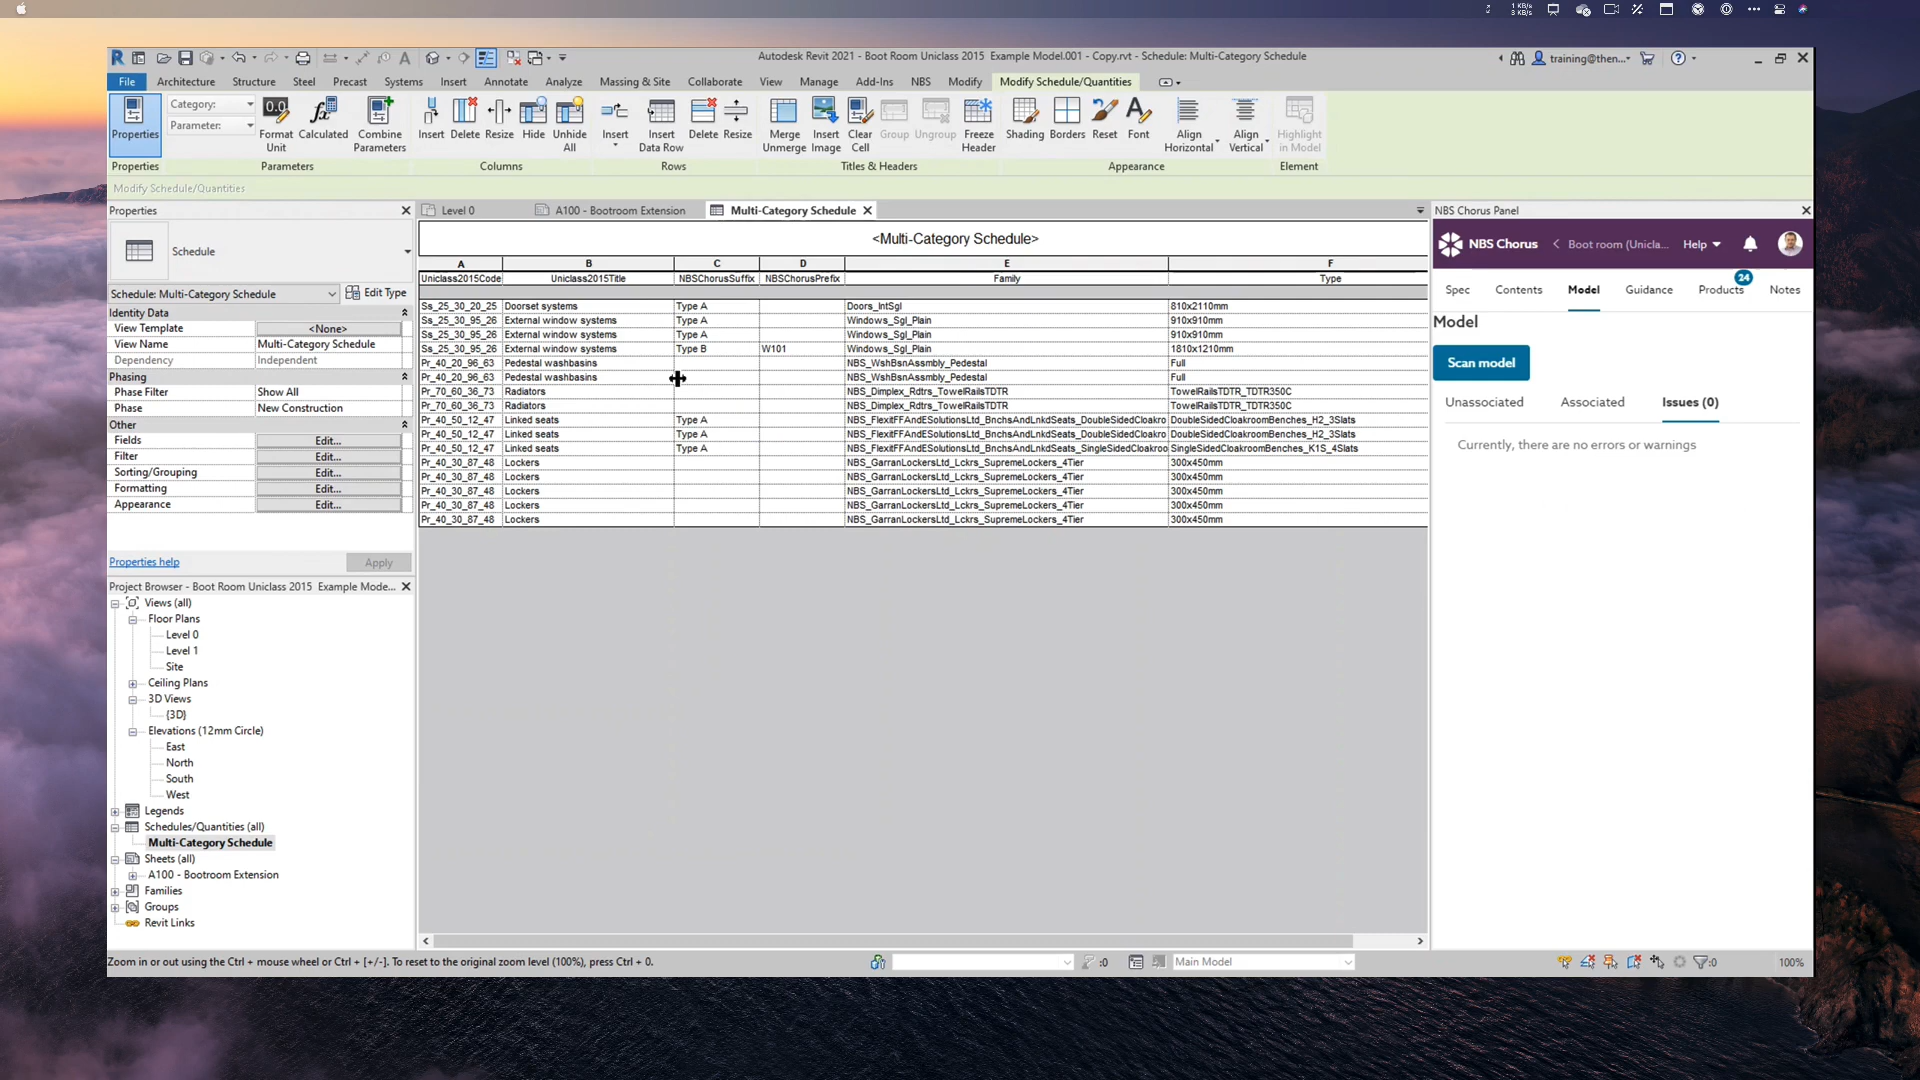 1 KB/s
3 KB/s
Autodesk Revit 2021 - Boot Room Uniclass 2015 Example Model.001 - Copy.rvt - Schedule: Multi-Category Schedule
training@then...
File Architecture Structure Steel Precast Systems Insert Annotate Analyze Massing & Site Collaborate View Manage Add-Ins NBS Modify Modify Schedule/Quantities
Category:
Parameter:
Properties
Format Unit
Calculated
Combine Parameters
Insert Delete Resize Hide Unhide All
Insert
Insert Data Row
Delete Resize
Merge Unmerge
Insert Image
Clear Cell
Group Ungroup
Freeze Header
Shading Borders Reset Font
Align Horizontal
Align Vertical
Highlight in Model
Properties Parameters Columns Rows Titles & Headers Appearance Element
Modify Schedule/Quantities
Properties
Schedule
Schedule: Multi-Category Schedule Edit Type
Identity Data
View Template <None>
View Name Multi-Category Schedule
Dependency Independent
Phasing
Phase Filter Show All
Phase New Construction
Other
Fields Edit...
Filter Edit...
Sorting/Grouping Edit...
Formatting Edit...
Appearance Edit...
Properties help Apply
Project Browser - Boot Room Uniclass 2015 Example Mode...
Views (all)
Floor Plans
Level 0
Level 1
Site
Ceiling Plans
3D Views
{3D}
Elevations (12mm Circle)
East
North
South
West
Legends
Schedules/Quantities (all)
Multi-Category Schedule
Sheets (all)
A100 - Bootroom Extension
Families
Groups
Revit Links
Level 0 A100 - Bootroom Extension Multi-Category Schedule
<Multi-Category Schedule>
A B C D E F
Uniclass2015Code Uniclass2015Title NBSChorusSuffix NBSChorusPrefix Family Type
Ss_25_30_20_25 Doorset systems Type A Doors_IntSgl 810x2110mm
Ss_25_30_95_26 External window systems Type A Windows_Sgl_Plain 910x910mm
Ss_25_30_95_26 External window systems Type A Windows_Sgl_Plain 910x910mm
Ss_25_30_95_26 External window systems Type B W101 Windows_Sgl_Plain 1810x1210mm
Pr_40_20_96_63 Pedestal washbasins NBS_WshBsnAssmbly_Pedestal Full
Pr_40_20_96_63 Pedestal washbasins NBS_WshBsnAssmbly_Pedestal Full
Pr_70_60_36_73 Radiators NBS_Dimplex_Rdtrs_TowelRailsTDTR TowelRailsTDTR_TDTR350C
Pr_70_60_36_73 Radiators NBS_Dimplex_Rdtrs_TowelRailsTDTR TowelRailsTDTR_TDTR350C
Pr_40_50_12_47 Linked seats Type A NBS_FlexitFFAndESolutionsLtd_BnchsAndLnkdSeats_DoubleSidedCloakro DoubleSidedCloakroomBenches_H2_3Slats
Pr_40_50_12_47 Linked seats Type A NBS_FlexitFFAndESolutionsLtd_BnchsAndLnkdSeats_DoubleSidedCloakro DoubleSidedCloakroomBenches_H2_3Slats
Pr_40_50_12_47 Linked seats Type A NBS_FlexitFFAndESolutionsLtd_BnchsAndLnkdSeats_SingleSidedCloakroo SingleSidedCloakroomBenches_K1S_4Slats
Pr_40_30_87_48 Lockers NBS_GarranLockersLtd_Lckrs_SupremeLockers_4Tier 300x450mm
Pr_40_30_87_48 Lockers NBS_GarranLockersLtd_Lckrs_SupremeLockers_4Tier 300x450mm
Pr_40_30_87_48 Lockers NBS_GarranLockersLtd_Lckrs_SupremeLockers_4Tier 300x450mm
Pr_40_30_87_48 Lockers NBS_GarranLockersLtd_Lckrs_SupremeLockers_4Tier 300x450mm
Pr_40_30_87_48 Lockers NBS_GarranLockersLtd_Lckrs_SupremeLockers_4Tier 300x450mm
NBS Chorus Panel
NBS Chorus Boot room (Unicla... Help
24
Spec Contents Model Guidance Products Notes
Model
Scan model
Unassociated Associated Issues (0)
Currently, there are no errors or warnings
Zoom in or out using the Ctrl + mouse wheel or Ctrl + [+/-]. To reset to the original zoom level (100%), press Ctrl + 0. :0 Main Model :0 100%